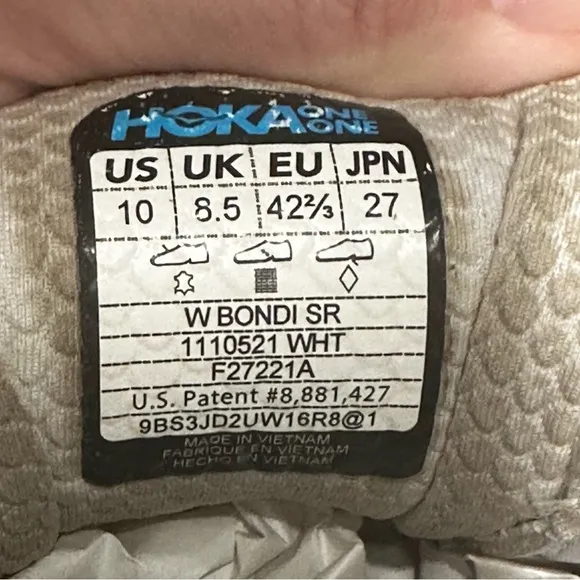 HOKA ONE ONE
US UK EU JPN
10 8.5 42⅔ 27
W BONDI SR
1110521 WHT
F27221A
U.S. Patent #8,881,427
9BS3JD2UW16R8@1
MADE IN VIETNAM
FABRIQUE EN VIETNAM
HECHO EN VIETNAM